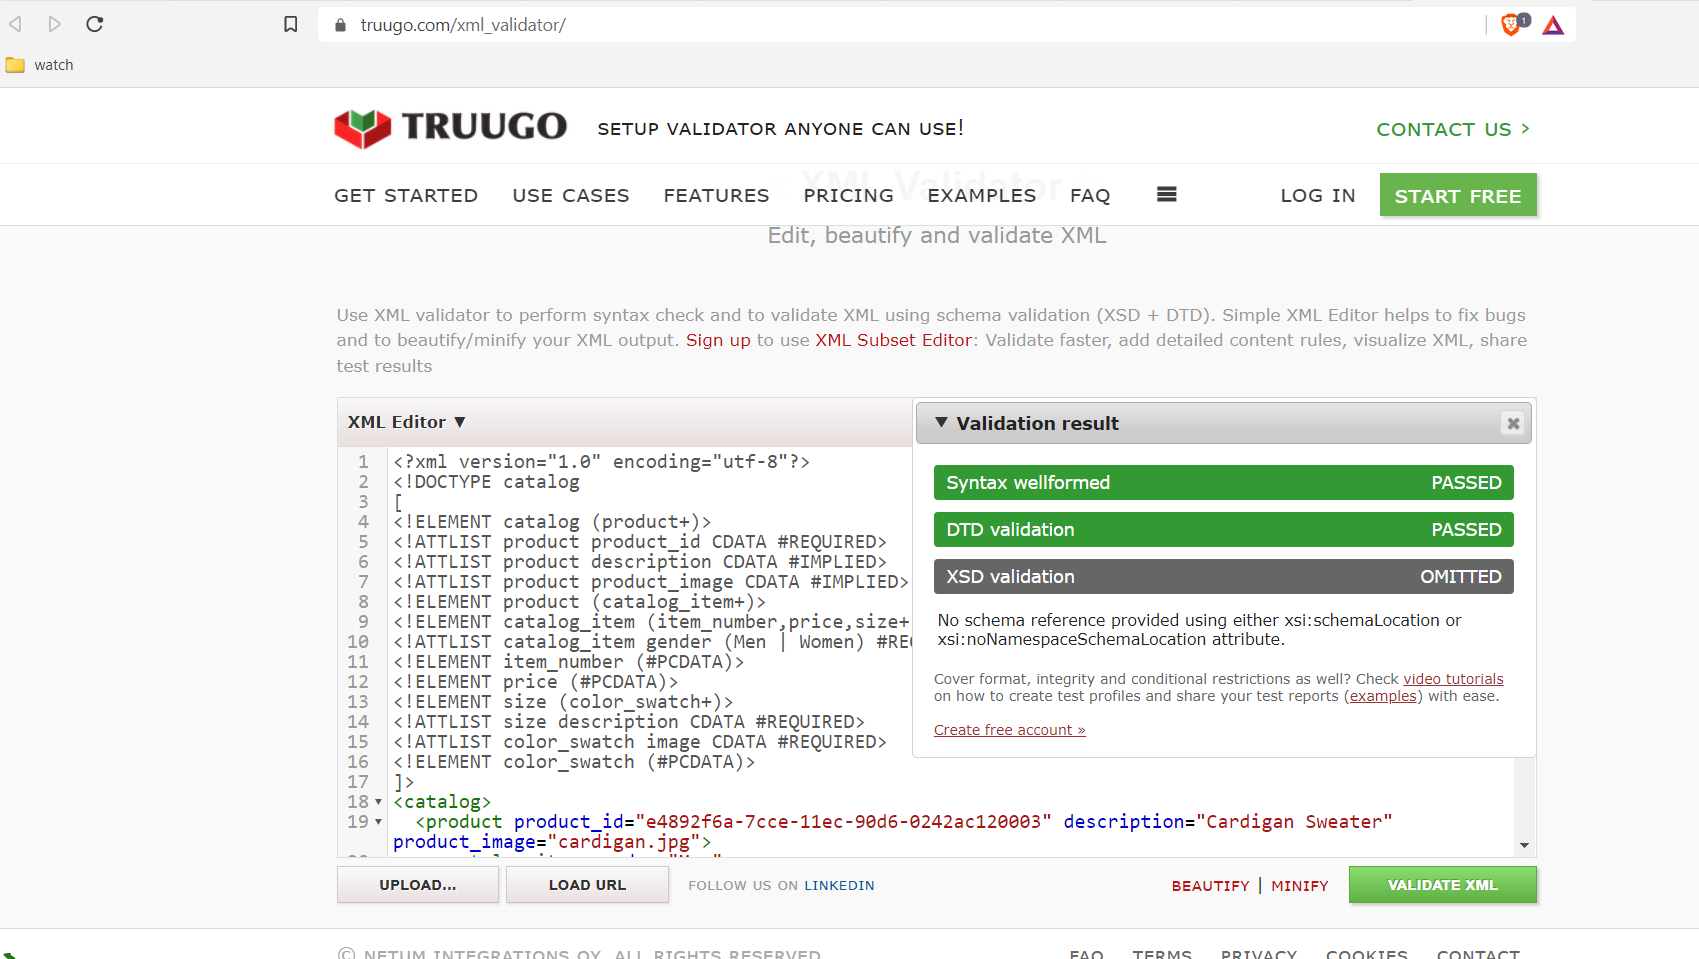 truugo.com/xml_validator/
1
watch
TRUUGO
SETUP VALIDATOR ANYONE CAN USE!
CONTACT US >
XML Validator
GET STARTED
USE CASES
FEATURES
PRICING
EXAMPLES
FAQ
LOG IN
START FREE
Edit, beautify and validate XML
Use XML validator to perform syntax check and to validate XML using schema validation (XSD + DTD). Simple XML Editor helps to fix bugs
and to beautify/minify your XML output. Sign up to use XML Subset Editor: Validate faster, add detailed content rules, visualize XML, share
test results
XML Editor ▼
1 <?xml version="1.0" encoding="utf-8"?>
2 <!DOCTYPE catalog
3 [
4 <!ELEMENT catalog (product+)>
5 <!ATTLIST product product_id CDATA #REQUIRED>
6 <!ATTLIST product description CDATA #IMPLIED>
7 <!ATTLIST product product_image CDATA #IMPLIED>
8 <!ELEMENT product (catalog_item+)>
9 <!ELEMENT catalog_item (item_number,price,size+
10 <!ATTLIST catalog_item gender (Men | Women) #RE
11 <!ELEMENT item_number (#PCDATA)>
12 <!ELEMENT price (#PCDATA)>
13 <!ELEMENT size (color_swatch+)>
14 <!ATTLIST size description CDATA #REQUIRED>
15 <!ATTLIST color_swatch image CDATA #REQUIRED>
16 <!ELEMENT color_swatch (#PCDATA)>
17 ]>
18 <catalog>
19 <product product_id="e4892f6a-7cce-11ec-90d6-0242ac120003" description="Cardigan Sweater"
product_image="cardigan.jpg">
▼ Validation result
Syntax wellformed PASSED
DTD validation PASSED
XSD validation OMITTED
No schema reference provided using either xsi:schemaLocation or
xsi:noNamespaceSchemaLocation attribute.
Cover format, integrity and conditional restrictions as well? Check video tutorials
on how to create test profiles and share your test reports (examples) with ease.
Create free account »
UPLOAD...
LOAD URL
FOLLOW US ON LINKEDIN
BEAUTIFY | MINIFY
VALIDATE XML
© NETUM INTEGRATIONS OY. ALL RIGHTS RESERVED
FAQ
TERMS
PRIVACY
COOKIES
CONTACT